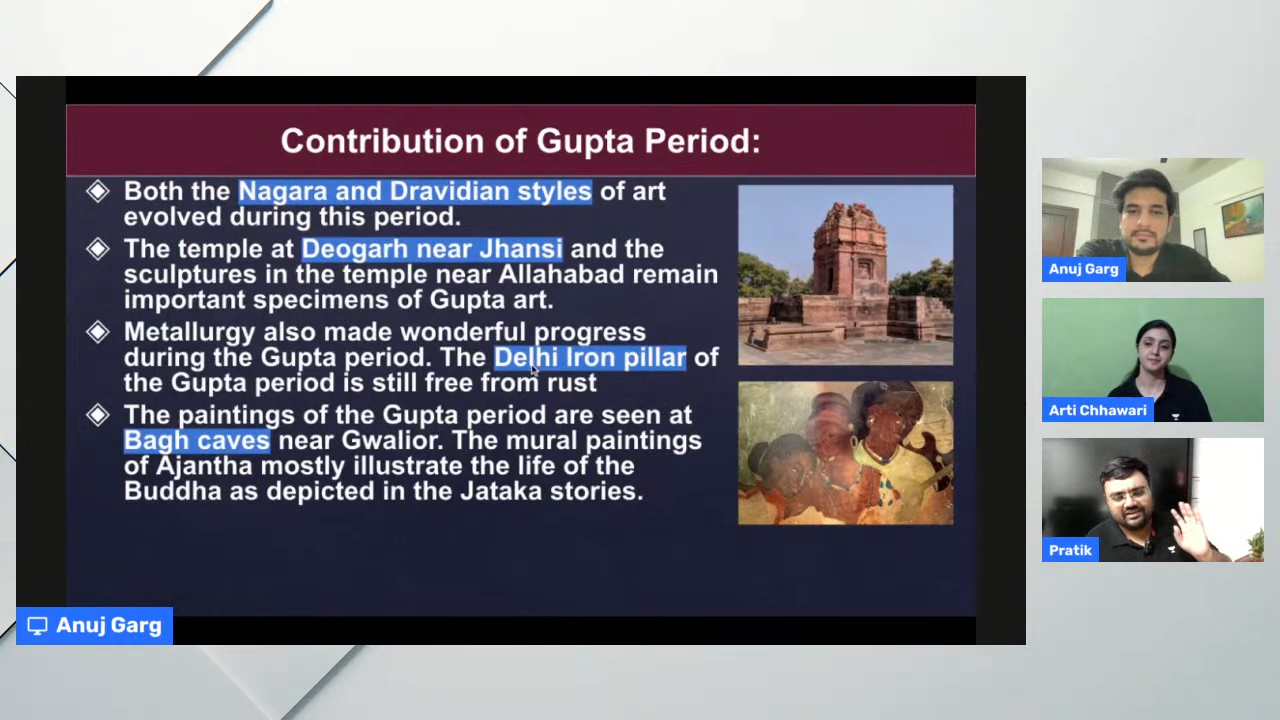 Contribution of Gupta Period:
Both the Nagara and Dravidian styles of art
evolved during this period.
The temple at Deogarh near Jhansi and the
sculptures in the temple near Allahabad remain
important specimens of Gupta art.
Metallurgy also made wonderful progress
during the Gupta period. The Delhi Iron pillar of
the Gupta period is still free from rust
The paintings of the Gupta period are seen at
Bagh caves near Gwalior. The mural paintings
of Ajantha mostly illustrate the life of the
Buddha as depicted in the Jataka stories.
Anuj Garg
Anuj Garg
Arti Chhawari
Pratik